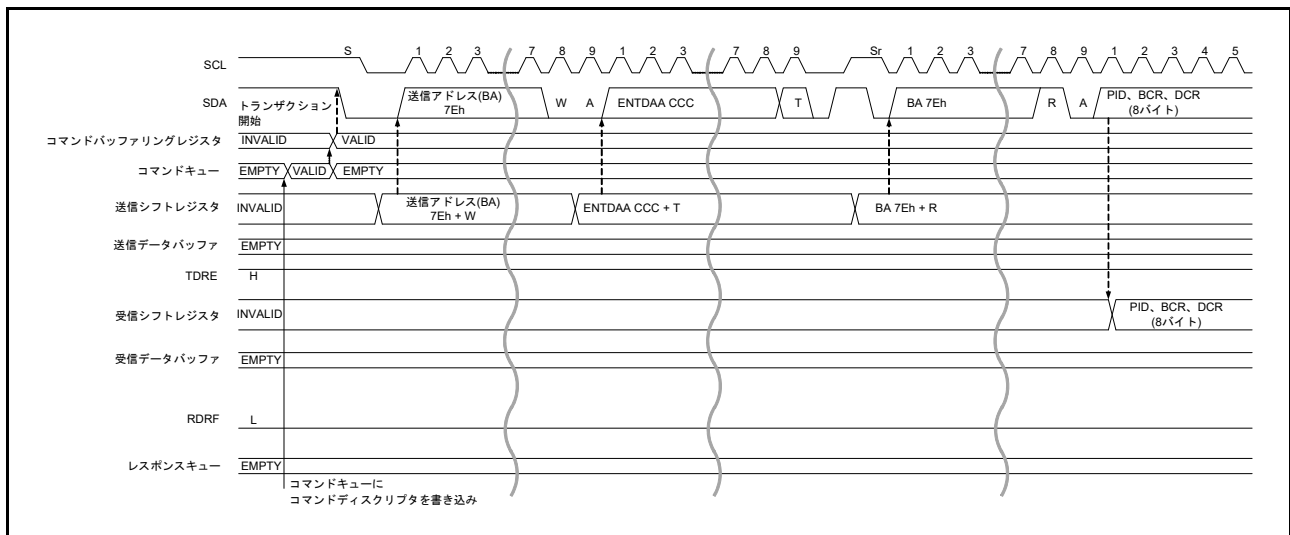 S 1 2 3 7 8 9 1 2 3 7 8 9 Sr 1 2 3 7 8 9 1 2 3 4 5
SCL
SDA トランザクション開始 送信アドレス(BA) 7Eh W A ENTDAA CCC T BA 7Eh R A PID、BCR、DCR (8バイト)
コマンドバッファリングレジスタ INVALID VALID
コマンドキュー EMPTY VALID EMPTY
送信シフトレジスタ INVALID 送信アドレス(BA) 7Eh + W ENTDAA CCC + T BA 7Eh + R
送信データバッファ EMPTY
TDRE H
受信シフトレジスタ INVALID PID、BCR、DCR (8バイト)
受信データバッファ EMPTY
RDRF L
レスポンスキュー EMPTY
コマンドキューに
コマンドディスクリプタを書き込み